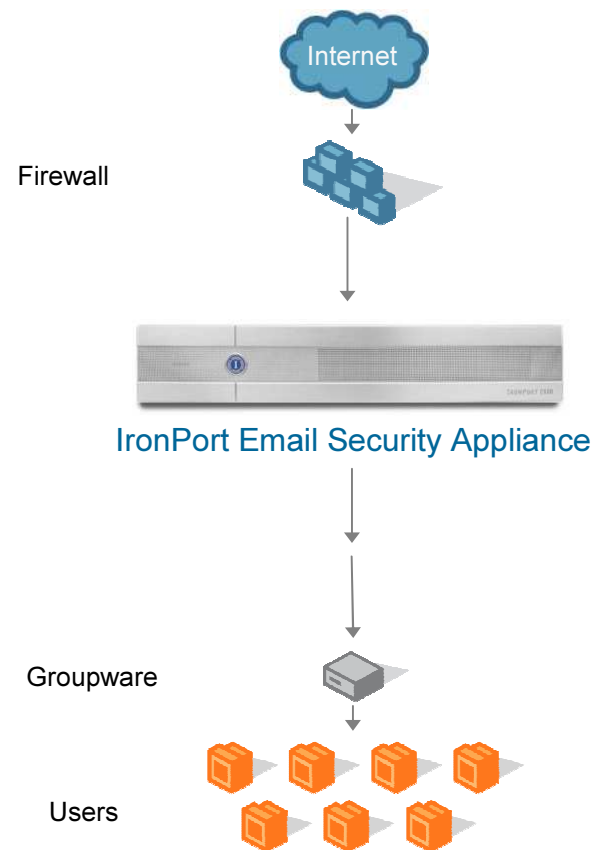 Internet
Firewall
IronPort Email Security Appliance
Groupware
Users